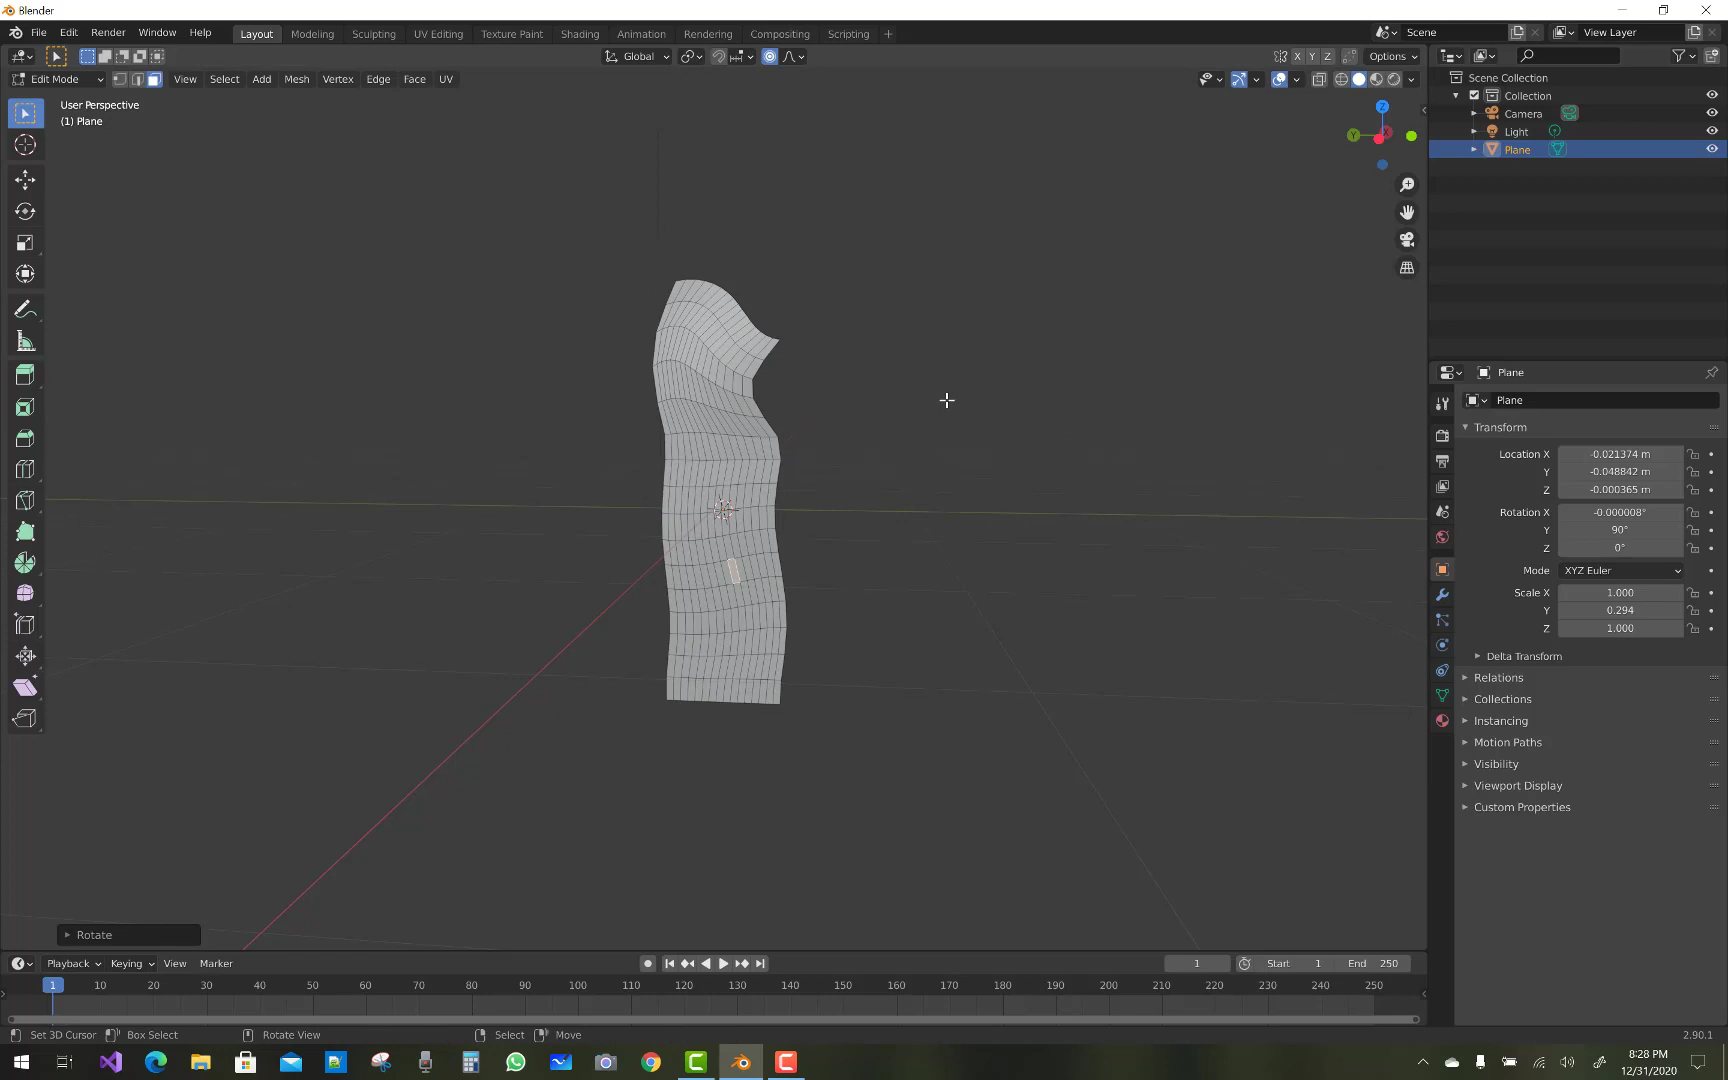 Blender
File Edit Render Window Help
Layout Modeling Sculpting UV Editing Texture Paint Shading Animation Rendering Compositing Scripting +
Scene View Layer
Global X Y Z Options
Edit Mode View Select Add Mesh Vertex Edge Face UV
User Perspective
(1) Plane
Z
Y X
Scene Collection
Collection
Camera
Light
Plane
Plane
Plane
Transform
Location X -0.021374 m
Y -0.048842 m
Z -0.000365 m
Rotation X -0.000008°
Y 90°
Z 0°
Mode XYZ Euler
Scale X 1.000
Y 0.294
Z 1.000
Delta Transform
Relations
Collections
Instancing
Motion Paths
Visibility
Viewport Display
Custom Properties
Rotate
Playback Keying View Marker 1 Start 1 End 250
1 10 20 30 40 50 60 70 80 90 100 110 120 130 140 150 160 170 180 190 200 210 220 230 240 250
Set 3D Cursor Box Select Rotate View Select Move 2.90.1
8:28 PM
12/31/2020